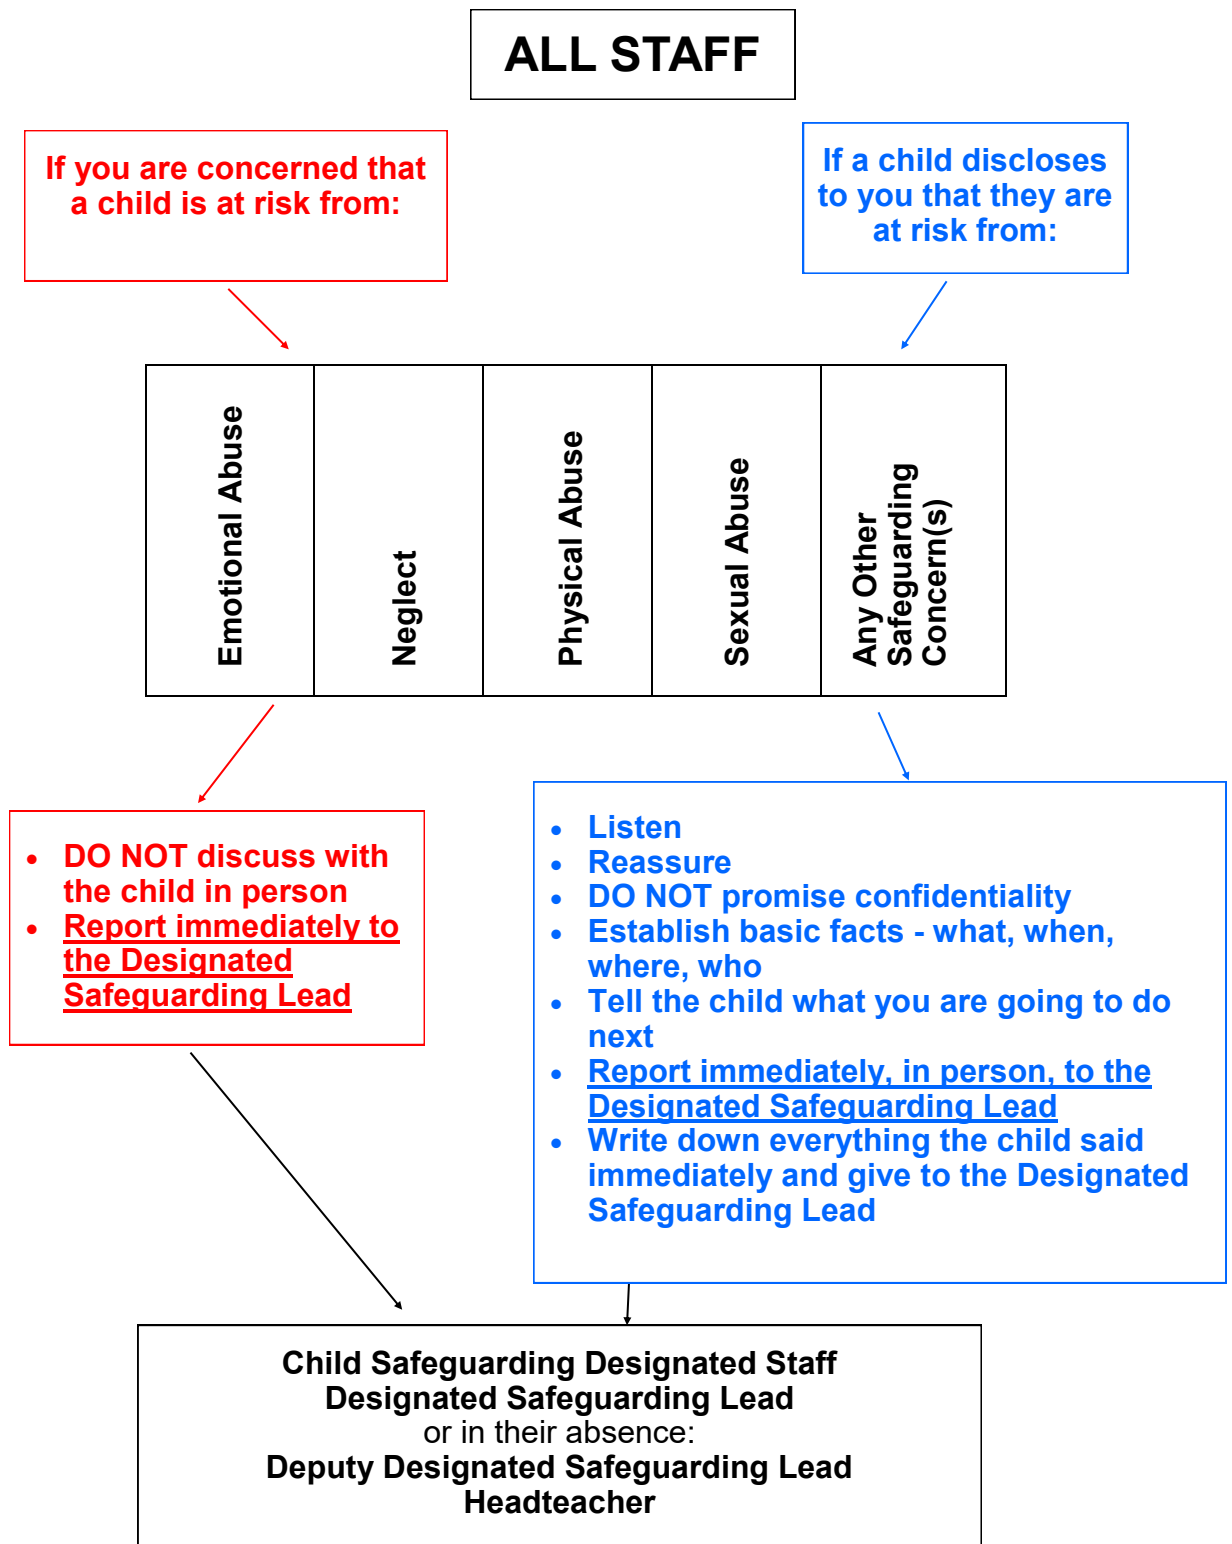 ALL STAFF
If you are concerned that
a child is at risk from:
If a child discloses
to you that they are
at risk from:
Emotional Abuse
Neglect
Physical Abuse
Sexual Abuse
Any Other
Safeguarding
Concern(s)
• DO NOT discuss with
the child in person
• Report immediately to
the Designated
Safeguarding Lead
• Listen
• Reassure
• DO NOT promise confidentiality
• Establish basic facts - what, when,
where, who
• Tell the child what you are going to do
next
• Report immediately, in person, to the
Designated Safeguarding Lead
• Write down everything the child said
immediately and give to the Designated
Safeguarding Lead
Child Safeguarding Designated Staff
Designated Safeguarding Lead
or in their absence:
Deputy Designated Safeguarding Lead
Headteacher